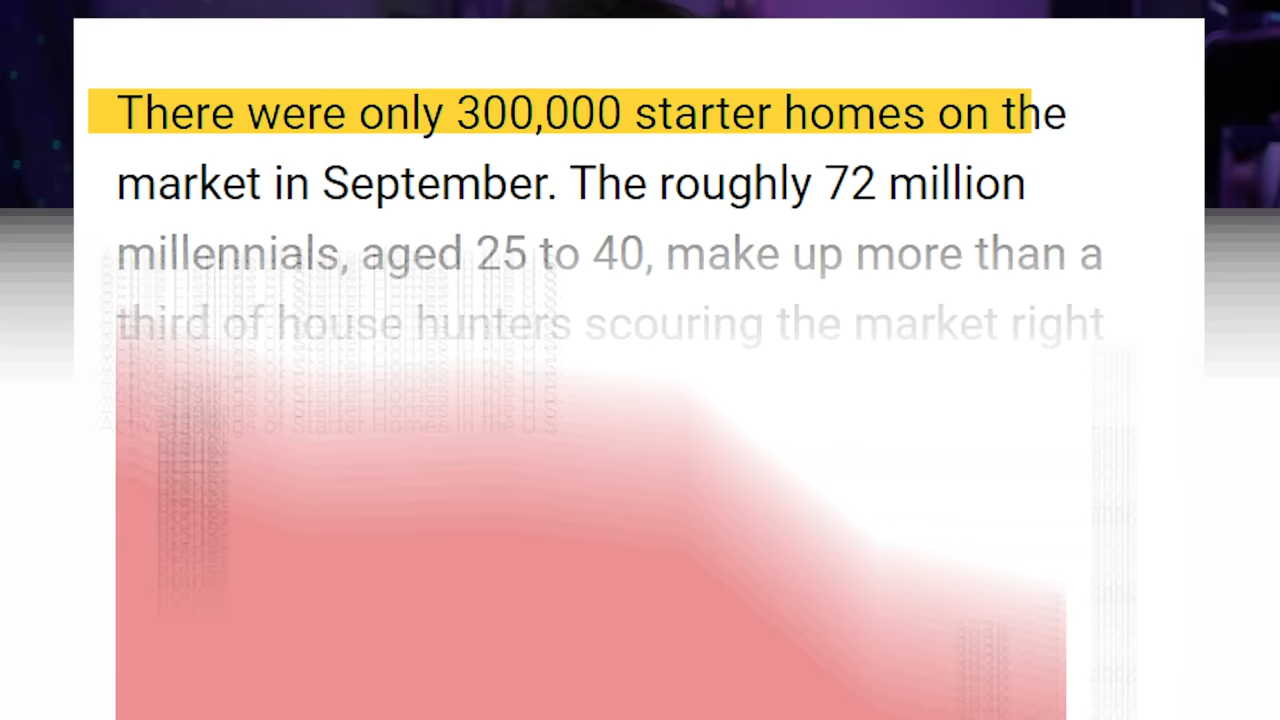 There were only 300,000 starter homes on the
market in September. The roughly 72 million
millennials, aged 25 to 40, make up more than a
third of house hunters scouring the market right